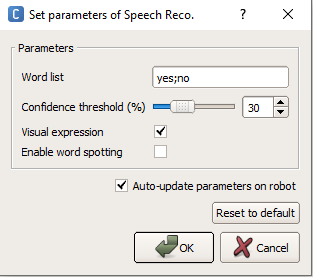 C Set parameters of Speech Reco. ? ×
Parameters
Word list yes;no
Confidence threshold (%) 30
Visual expression
Enable word spotting
Auto-update parameters on robot
Reset to default
OK Cancel